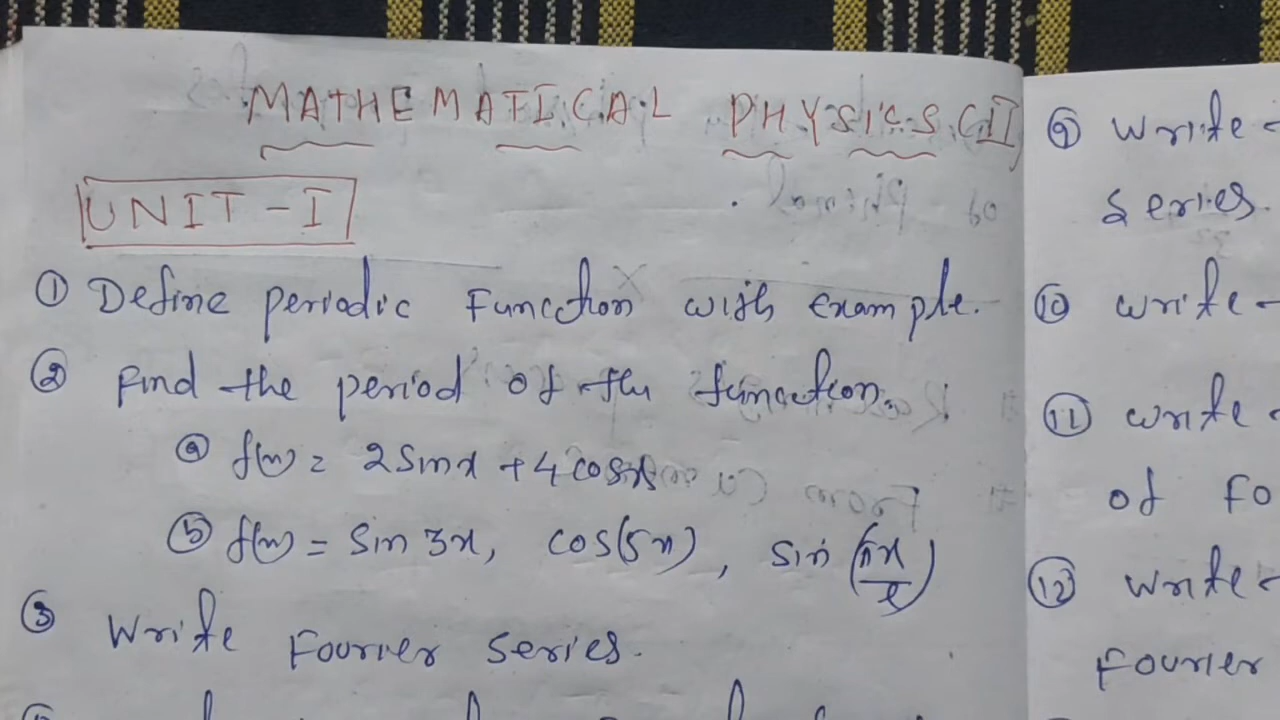 MATHEMATICAL PHYSICS (II)
UNIT - I
① Define periodic Function with example.
② Find the period of the function.
ⓐ f(x) = 2 sinx + 4 cosx
ⓑ f(x) = sin 3x, cos(5x), sin (πx/l)
③ Write Fourier series.
⑨ write
series.
⑩ write
⑪ write
of Fo
⑫ write
Fourier